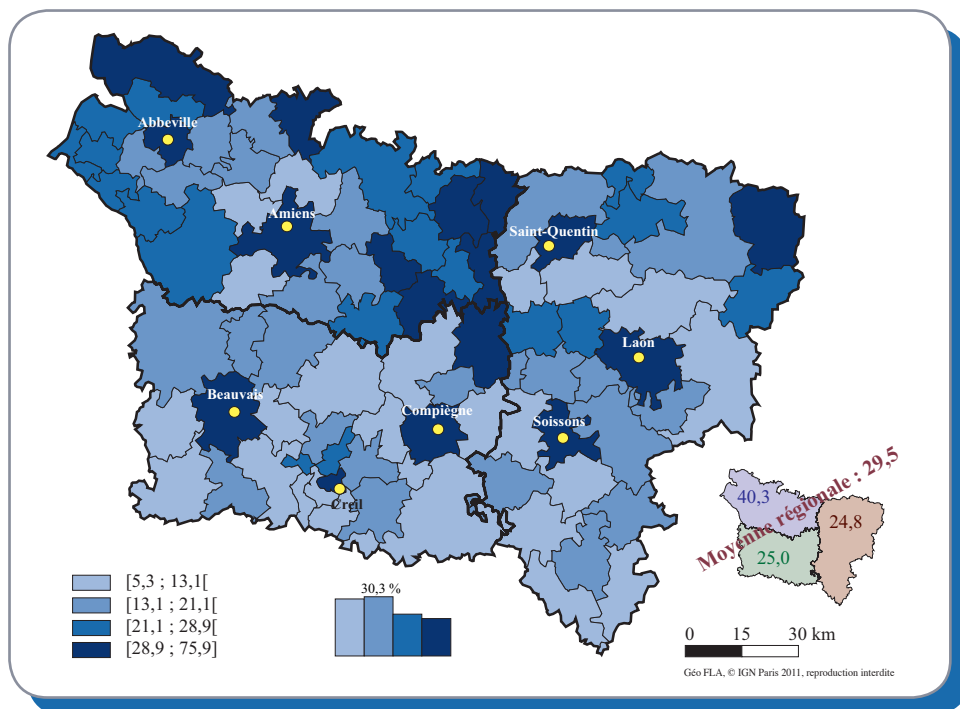 Abbeville
Amiens
Saint-Quentin
Laon
Beauvais
Compiègne
Soissons
Creil
Moyenne régionale : 29,5
40,3
24,8
25,0
[5,3 ; 13,1[
[13,1 ; 21,1[
[21,1 ; 28,9[
[28,9 ; 75,9]
30,3 %
0 15 30 km
Géo FLA, © IGN Paris 2011, reproduction interdite